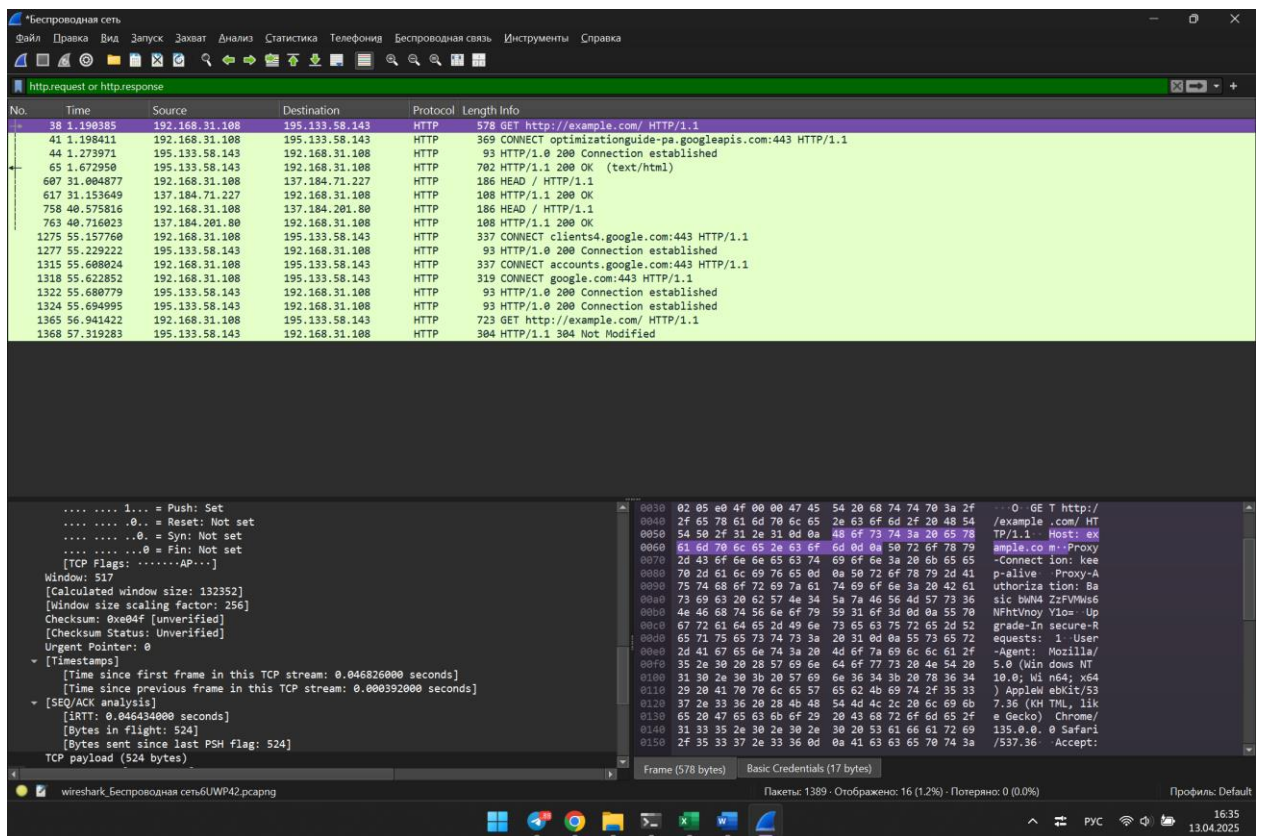 *Беспроводная сеть
Файл Правка Вид Запуск Захват Анализ Статистика Телефония Беспроводная связь Инструменты Справка
http.request or http.response
No. Time Source Destination Protocol Length Info
38 1.190385 192.168.31.108 195.133.58.143 HTTP 578 GET http://example.com/ HTTP/1.1
41 1.198411 192.168.31.108 195.133.58.143 HTTP 369 CONNECT optimizationguide-pa.googleapis.com:443 HTTP/1.1
44 1.273971 195.133.58.143 192.168.31.108 HTTP 93 HTTP/1.0 200 Connection established
65 1.672950 195.133.58.143 192.168.31.108 HTTP 702 HTTP/1.1 200 OK (text/html)
607 31.004877 192.168.31.108 137.184.71.227 HTTP 186 HEAD / HTTP/1.1
617 31.153649 137.184.71.227 192.168.31.108 HTTP 108 HTTP/1.1 200 OK
758 40.575816 192.168.31.108 137.184.201.80 HTTP 186 HEAD / HTTP/1.1
763 40.716023 137.184.201.80 192.168.31.108 HTTP 108 HTTP/1.1 200 OK
1275 55.157760 192.168.31.108 195.133.58.143 HTTP 337 CONNECT clients4.google.com:443 HTTP/1.1
1277 55.229222 195.133.58.143 192.168.31.108 HTTP 93 HTTP/1.0 200 Connection established
1315 55.608024 192.168.31.108 195.133.58.143 HTTP 337 CONNECT accounts.google.com:443 HTTP/1.1
1318 55.622852 192.168.31.108 195.133.58.143 HTTP 319 CONNECT google.com:443 HTTP/1.1
1322 55.680779 195.133.58.143 192.168.31.108 HTTP 93 HTTP/1.0 200 Connection established
1324 55.694995 195.133.58.143 192.168.31.108 HTTP 93 HTTP/1.0 200 Connection established
1365 56.941422 192.168.31.108 195.133.58.143 HTTP 723 GET http://example.com/ HTTP/1.1
1368 57.319283 195.133.58.143 192.168.31.108 HTTP 304 HTTP/1.1 304 Not Modified
.... .... 1... = Push: Set
.... .... .0.. = Reset: Not set
.... .... ..0. = Syn: Not set
.... .... ...0 = Fin: Not set
[TCP Flags: ·······AP···]
Window: 517
[Calculated window size: 132352]
[Window size scaling factor: 256]
Checksum: 0xe04f [unverified]
[Checksum Status: Unverified]
Urgent Pointer: 0
[Timestamps]
[Time since first frame in this TCP stream: 0.046826000 seconds]
[Time since previous frame in this TCP stream: 0.000392000 seconds]
[SEQ/ACK analysis]
[iRTT: 0.046434000 seconds]
[Bytes in flight: 524]
[Bytes sent since last PSH flag: 524]
TCP payload (524 bytes)
0030 02 05 e0 4f 00 00 47 45 54 20 68 74 74 70 3a 2f ···O··GE T http:/
0040 2f 65 78 61 6d 70 6c 65 2e 63 6f 6d 2f 20 48 54 /example .com/ HT
0050 54 50 2f 31 2e 31 0d 0a 48 6f 73 74 3a 20 65 78 TP/1.1·· Host: ex
0060 61 6d 70 6c 65 2e 63 6f 6d 0d 0a 50 72 6f 78 79 ample.co m··Proxy
0070 2d 43 6f 6e 6e 65 63 74 69 6f 6e 3a 20 6b 65 65 -Connect ion: kee
0080 70 2d 61 6c 69 76 65 0d 0a 50 72 6f 78 79 2d 41 p-alive· ·Proxy-A
0090 75 74 68 6f 72 69 7a 61 74 69 6f 6e 3a 20 42 61 uthoriza tion: Ba
00a0 73 69 63 20 62 57 4e 34 5a 7a 46 56 4d 57 73 36 sic bWN4 ZzFVMWs6
00b0 4e 46 68 74 56 6e 6f 79 59 31 6f 3d 0d 0a 55 70 NFhtVnoy Y1o=··Up
00c0 67 72 61 64 65 2d 49 6e 73 65 63 75 72 65 2d 52 grade-In secure-R
00d0 65 71 75 65 73 74 73 3a 20 31 0d 0a 55 73 65 72 equests: 1··User
00e0 2d 41 67 65 6e 74 3a 20 4d 6f 7a 69 6c 6c 61 2f -Agent: Mozilla/
00f0 35 2e 30 20 28 57 69 6e 64 6f 77 73 20 4e 54 20 5.0 (Win dows NT
0100 31 30 2e 30 3b 20 57 69 6e 36 34 3b 20 78 36 34 10.0; Wi n64; x64
0110 29 20 41 70 70 6c 65 57 65 62 4b 69 74 2f 35 33 ) AppleW ebKit/53
0120 37 2e 33 36 20 28 4b 48 54 4d 4c 2c 20 6c 69 6b 7.36 (KH TML, lik
0130 65 20 47 65 63 6b 6f 29 20 43 68 72 6f 6d 65 2f e Gecko) Chrome/
0140 31 33 35 2e 30 2e 30 2e 30 20 53 61 66 61 72 69 135.0.0. 0 Safari
0150 2f 35 33 37 2e 33 36 0d 0a 41 63 63 65 70 74 3a /537.36· ·Accept:
Frame (578 bytes) Basic Credentials (17 bytes)
wireshark_Беспроводная сеть6UWP42.pcapng Пакеты: 1389 · Отображено: 16 (1.2%) · Потеряно: 0 (0.0%) Профиль: Default
РУС 16:35
13.04.2025